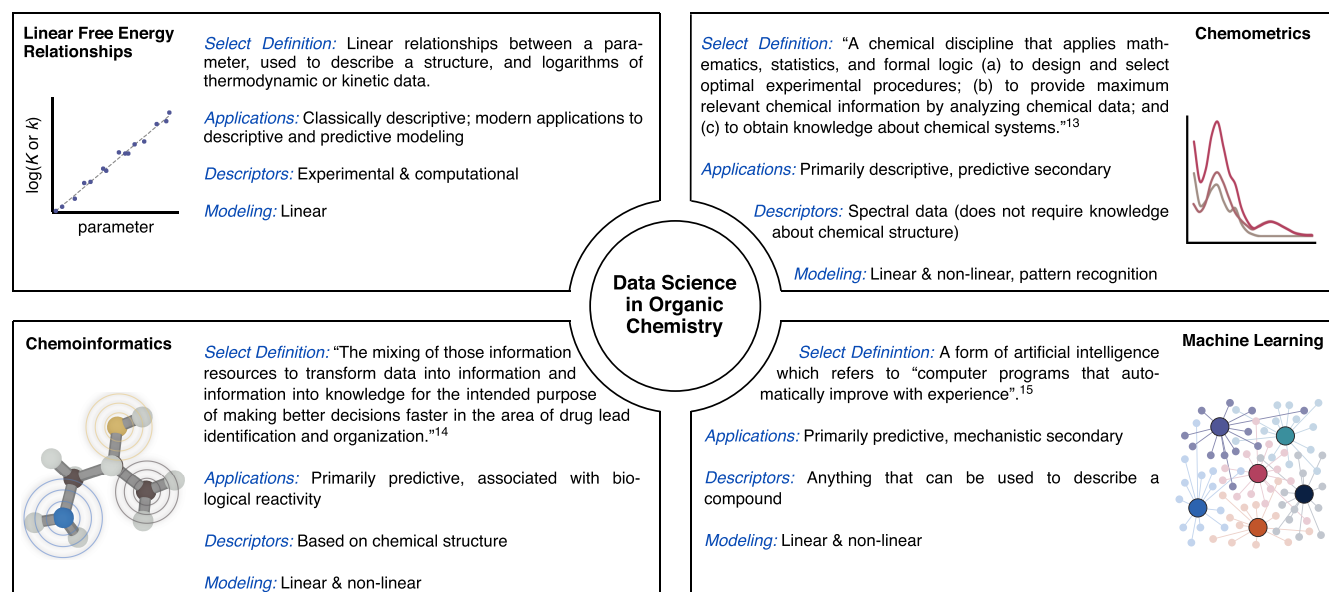 Linear Free Energy
Relationships
Select Definition: Linear relationships between a para-
meter, used to describe a structure, and logarithms of
thermodynamic or kinetic data.
Applications: Classically descriptive; modern applications to
descriptive and predictive modeling
Descriptors: Experimental & computational
Modeling: Linear
log(K or k)
parameter
Chemometrics
Select Definition: “A chemical discipline that applies math-
ematics, statistics, and formal logic (a) to design and select
optimal experimental procedures; (b) to provide maximum
relevant chemical information by analyzing chemical data; and
(c) to obtain knowledge about chemical systems.”13
Applications: Primarily descriptive, predictive secondary
Descriptors: Spectral data (does not require knowledge
about chemical structure)
Modeling: Linear & non-linear, pattern recognition
Data Science
in Organic
Chemistry
Chemoinformatics
Select Definition: “The mixing of those information
resources to transform data into information and
information into knowledge for the intended purpose
of making better decisions faster in the area of drug lead
identification and organization.”14
Applications: Primarily predictive, associated with bio-
logical reactivity
Descriptors: Based on chemical structure
Modeling: Linear & non-linear
Machine Learning
Select Definintion: A form of artificial intelligence
which refers to “computer programs that auto-
matically improve with experience”.15
Applications: Primarily predictive, mechanistic secondary
Descriptors: Anything that can be used to describe a
compound
Modeling: Linear & non-linear